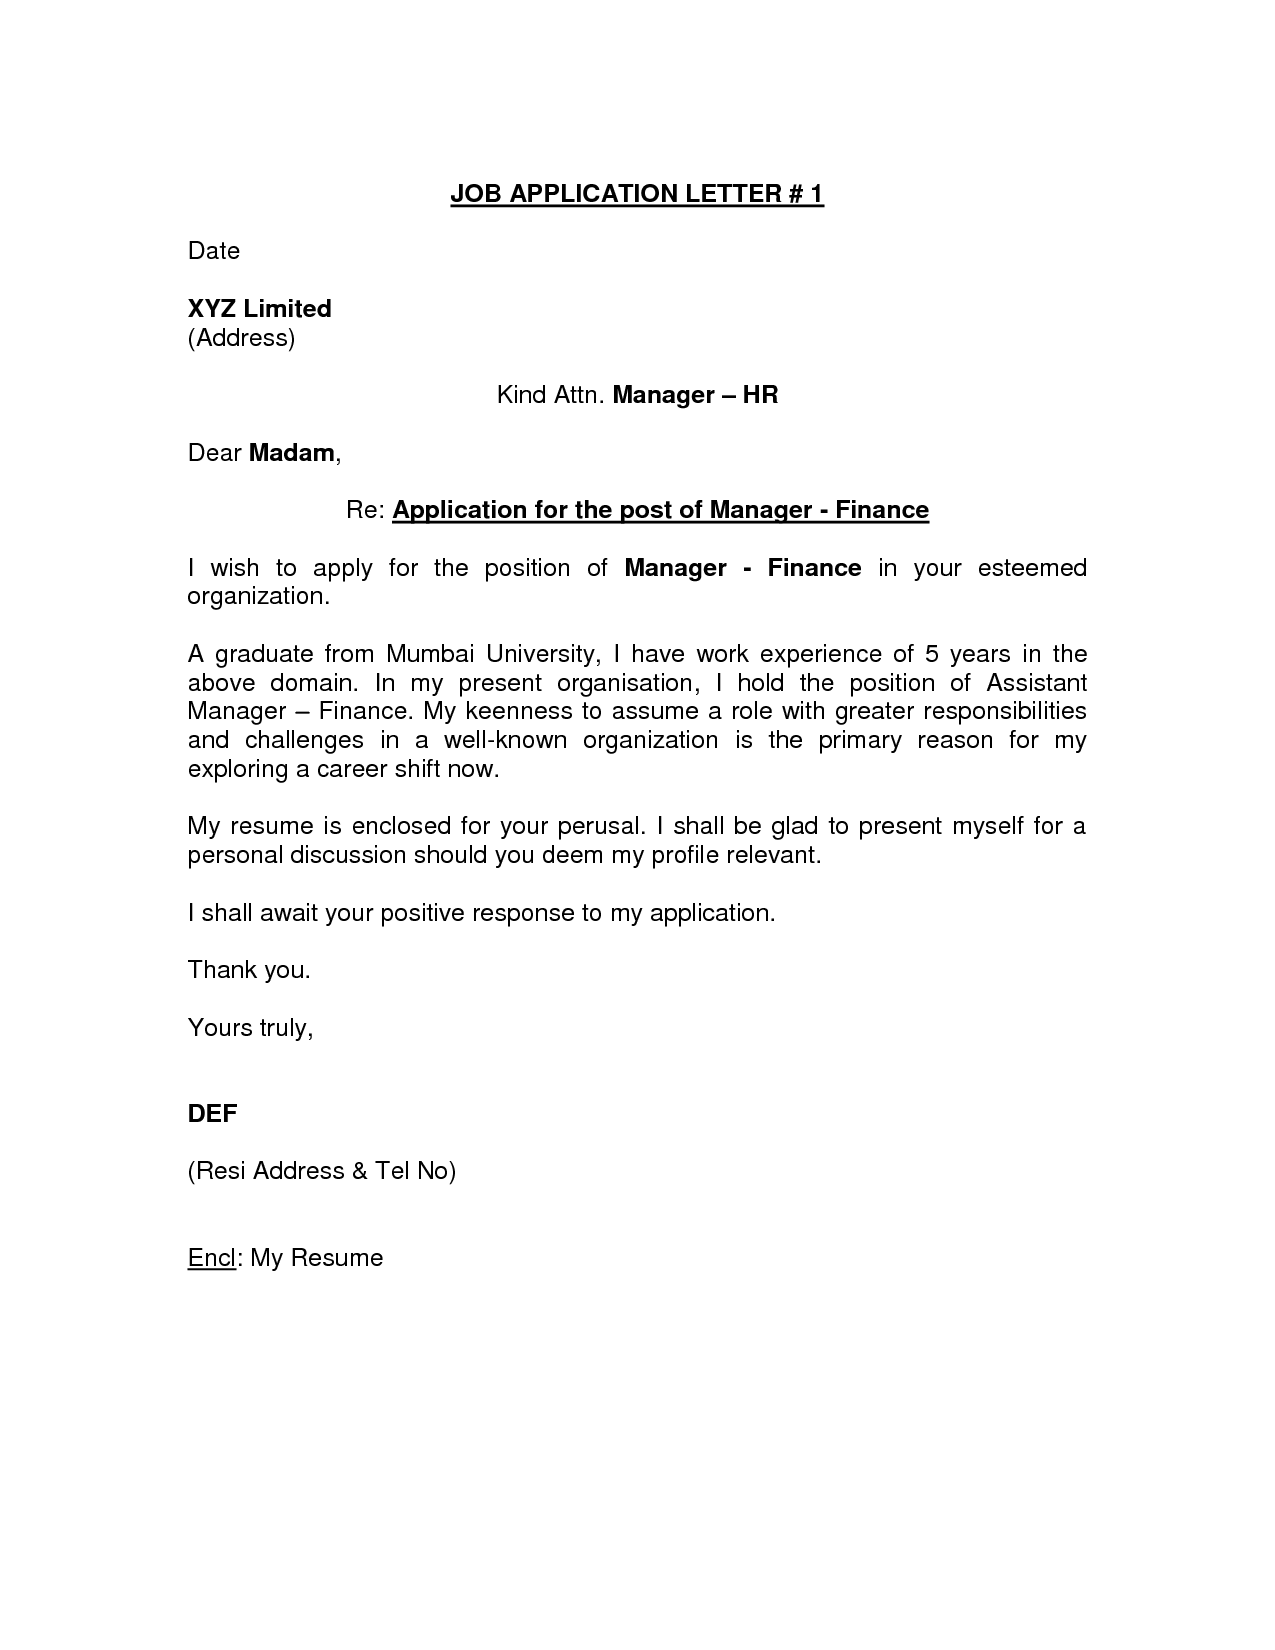 JOB APPLICATION LETTER # 1
Date
XYZ Limited
(Address)
Kind Attn. Manager – HR
Dear Madam,
Re: Application for the post of Manager - Finance
I wish to apply for the position of Manager - Finance in your esteemed
organization.
A graduate from Mumbai University, I have work experience of 5 years in the
above domain. In my present organisation, I hold the position of Assistant
Manager – Finance. My keenness to assume a role with greater responsibilities
and challenges in a well-known organization is the primary reason for my
exploring a career shift now.
My resume is enclosed for your perusal. I shall be glad to present myself for a
personal discussion should you deem my profile relevant.
I shall await your positive response to my application.
Thank you.
Yours truly,
DEF
(Resi Address & Tel No)
Encl: My Resume